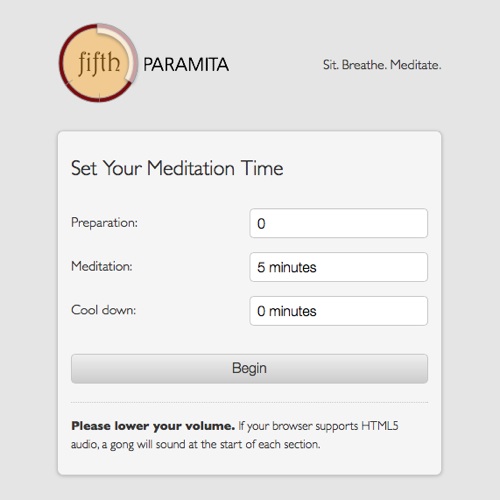 fifth PARAMITA
Sit. Breathe. Meditate.
Set Your Meditation Time
Preparation: 0
Meditation: 5 minutes
Cool down: 0 minutes
Begin
Please lower your volume. If your browser supports HTML5
audio, a gong will sound at the start of each section.